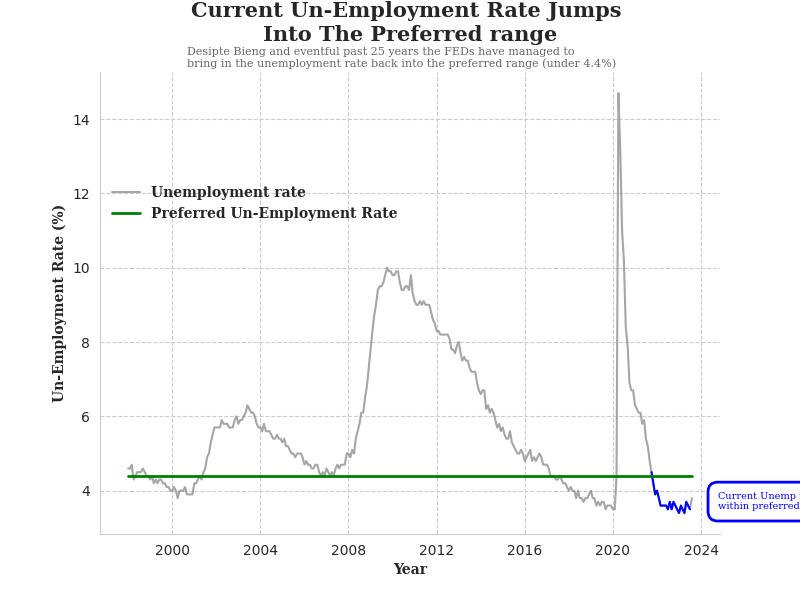 Current Un-Employment Rate Jumps
Into The Preferred range
Desipte Bieng and eventful past 25 years the FEDs have managed to
bring in the unemployment rate back into the preferred range (under 4.4%)
14
12
10
8
6
4
Un-Employment Rate (%)
Unemployment rate
Preferred Un-Employment Rate
Current Unemp
within preferred
2000
2004
2008
2012
2016
2020
2024
Year